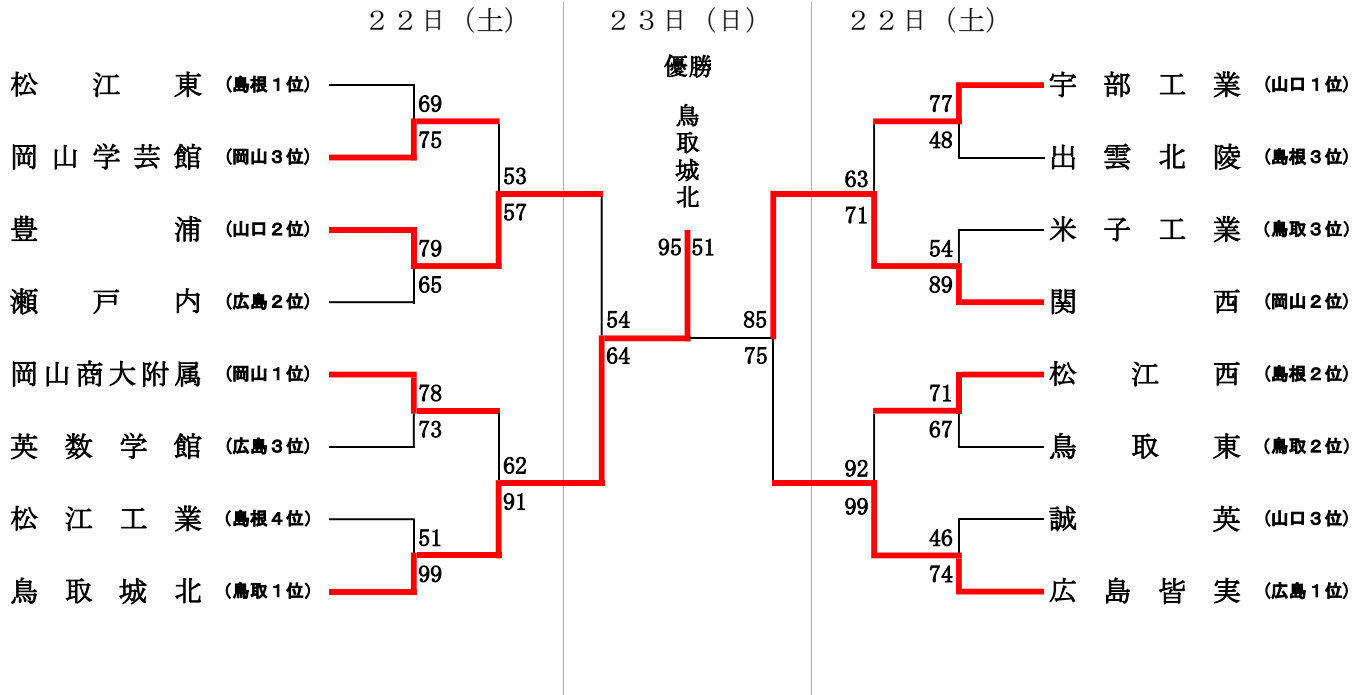 ２２日（土）
２３日（日）
２２日（土）
優勝
鳥取城北
95 51
松江東 (島根１位)
69
75
岡山学芸館 (岡山３位)
53
57
豊浦 (山口２位)
79
65
瀬戸内 (広島２位)
54
64
岡山商大附属 (岡山１位)
78
73
英数学館 (広島３位)
62
91
松江工業 (島根４位)
51
99
鳥取城北 (鳥取１位)
宇部工業 (山口１位)
77
48
出雲北陵 (島根３位)
63
71
米子工業 (鳥取３位)
54
89
関西 (岡山２位)
85
75
松江西 (島根２位)
71
67
鳥取東 (鳥取２位)
92
99
誠英 (山口３位)
46
74
広島皆実 (広島１位)